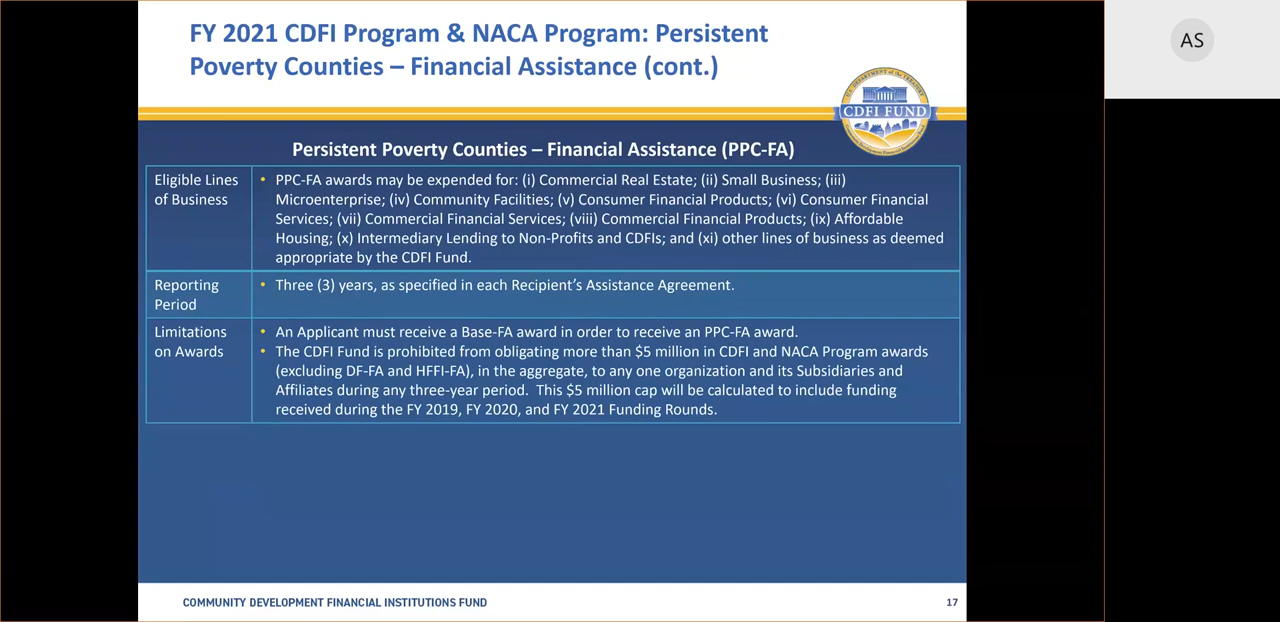 FY 2021 CDFI Program & NACA Program: Persistent
Poverty Counties – Financial Assistance (cont.)
AS
U.S. DEPARTMENT of the TREASURY
CDFI FUND
Persistent Poverty Counties – Financial Assistance (PPC-FA)
Eligible Lines
of Business
• PPC-FA awards may be expended for: (i) Commercial Real Estate; (ii) Small Business; (iii)
Microenterprise; (iv) Community Facilities; (v) Consumer Financial Products; (vi) Consumer Financial
Services; (vii) Commercial Financial Services; (viii) Commercial Financial Products; (ix) Affordable
Housing; (x) Intermediary Lending to Non-Profits and CDFIs; and (xi) other lines of business as deemed
appropriate by the CDFI Fund.
Reporting
Period
• Three (3) years, as specified in each Recipient’s Assistance Agreement.
Limitations
on Awards
• An Applicant must receive a Base-FA award in order to receive an PPC-FA award.
• The CDFI Fund is prohibited from obligating more than $5 million in CDFI and NACA Program awards
(excluding DF-FA and HFFI-FA), in the aggregate, to any one organization and its Subsidiaries and
Affiliates during any three-year period.  This $5 million cap will be calculated to include funding
received during the FY 2019, FY 2020, and FY 2021 Funding Rounds.
COMMUNITY DEVELOPMENT FINANCIAL INSTITUTIONS FUND
17